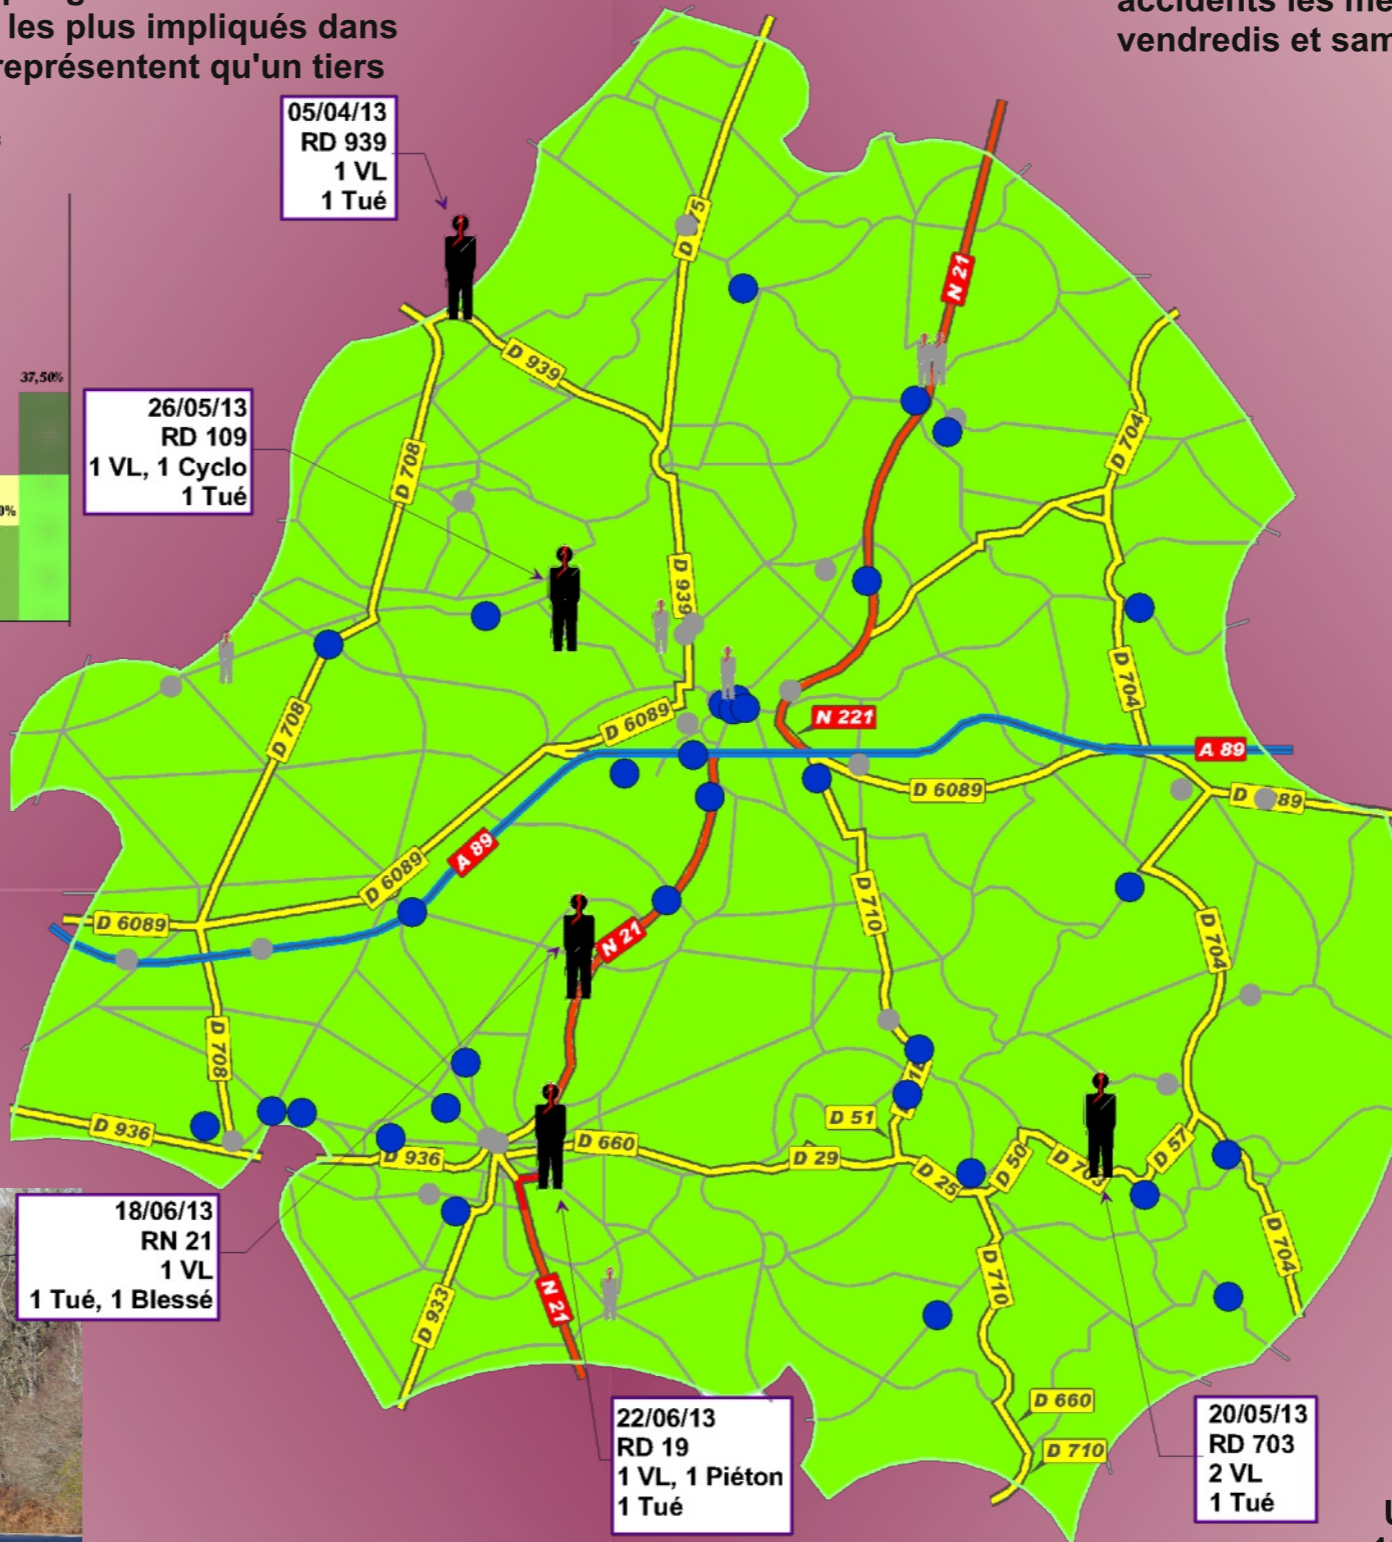 les plus impliqués dans
représentent qu'un tiers
vendredis et sam
05/04/13
RD 939
1 VL
1 Tué
37,50%
26/05/13
RD 109
1 VL, 1 Cyclo
1 Tué
N 21
D 939
D 704
D 708
D 939
D 704
D 708
D 6089
N 221
A 89
D 6089
A 89
D 6089
D 6089
D 710
N 21
D 704
D 708
D 51
D 936
D 936
D 660
D 29
D 25
D 50
D 57
D 704
D 710
D 933
N 21
18/06/13
RN 21
1 VL
1 Tué, 1 Blessé
22/06/13
RD 19
1 VL, 1 Piéton
1 Tué
D 660
D 710
20/05/13
RD 703
2 VL
1 Tué